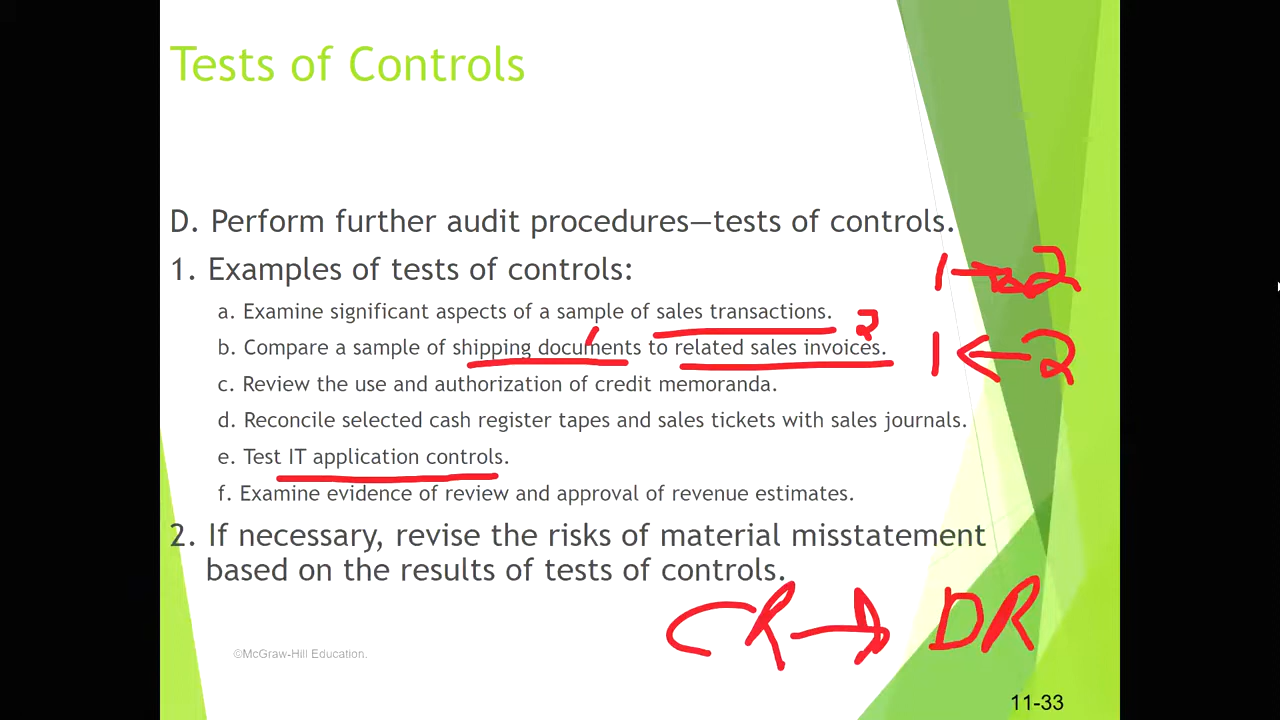 Tests of Controls
D. Perform further audit procedures—tests of controls.
1. Examples of tests of controls:
1 → 2
a. Examine significant aspects of a sample of sales transactions.
1 2
b. Compare a sample of shipping documents to related sales invoices.
1 ← 2
c. Review the use and authorization of credit memoranda.
d. Reconcile selected cash register tapes and sales tickets with sales journals.
e. Test IT application controls.
f. Examine evidence of review and approval of revenue estimates.
2. If necessary, revise the risks of material misstatement
based on the results of tests of controls.
CR → DR
©McGraw-Hill Education.
11-33